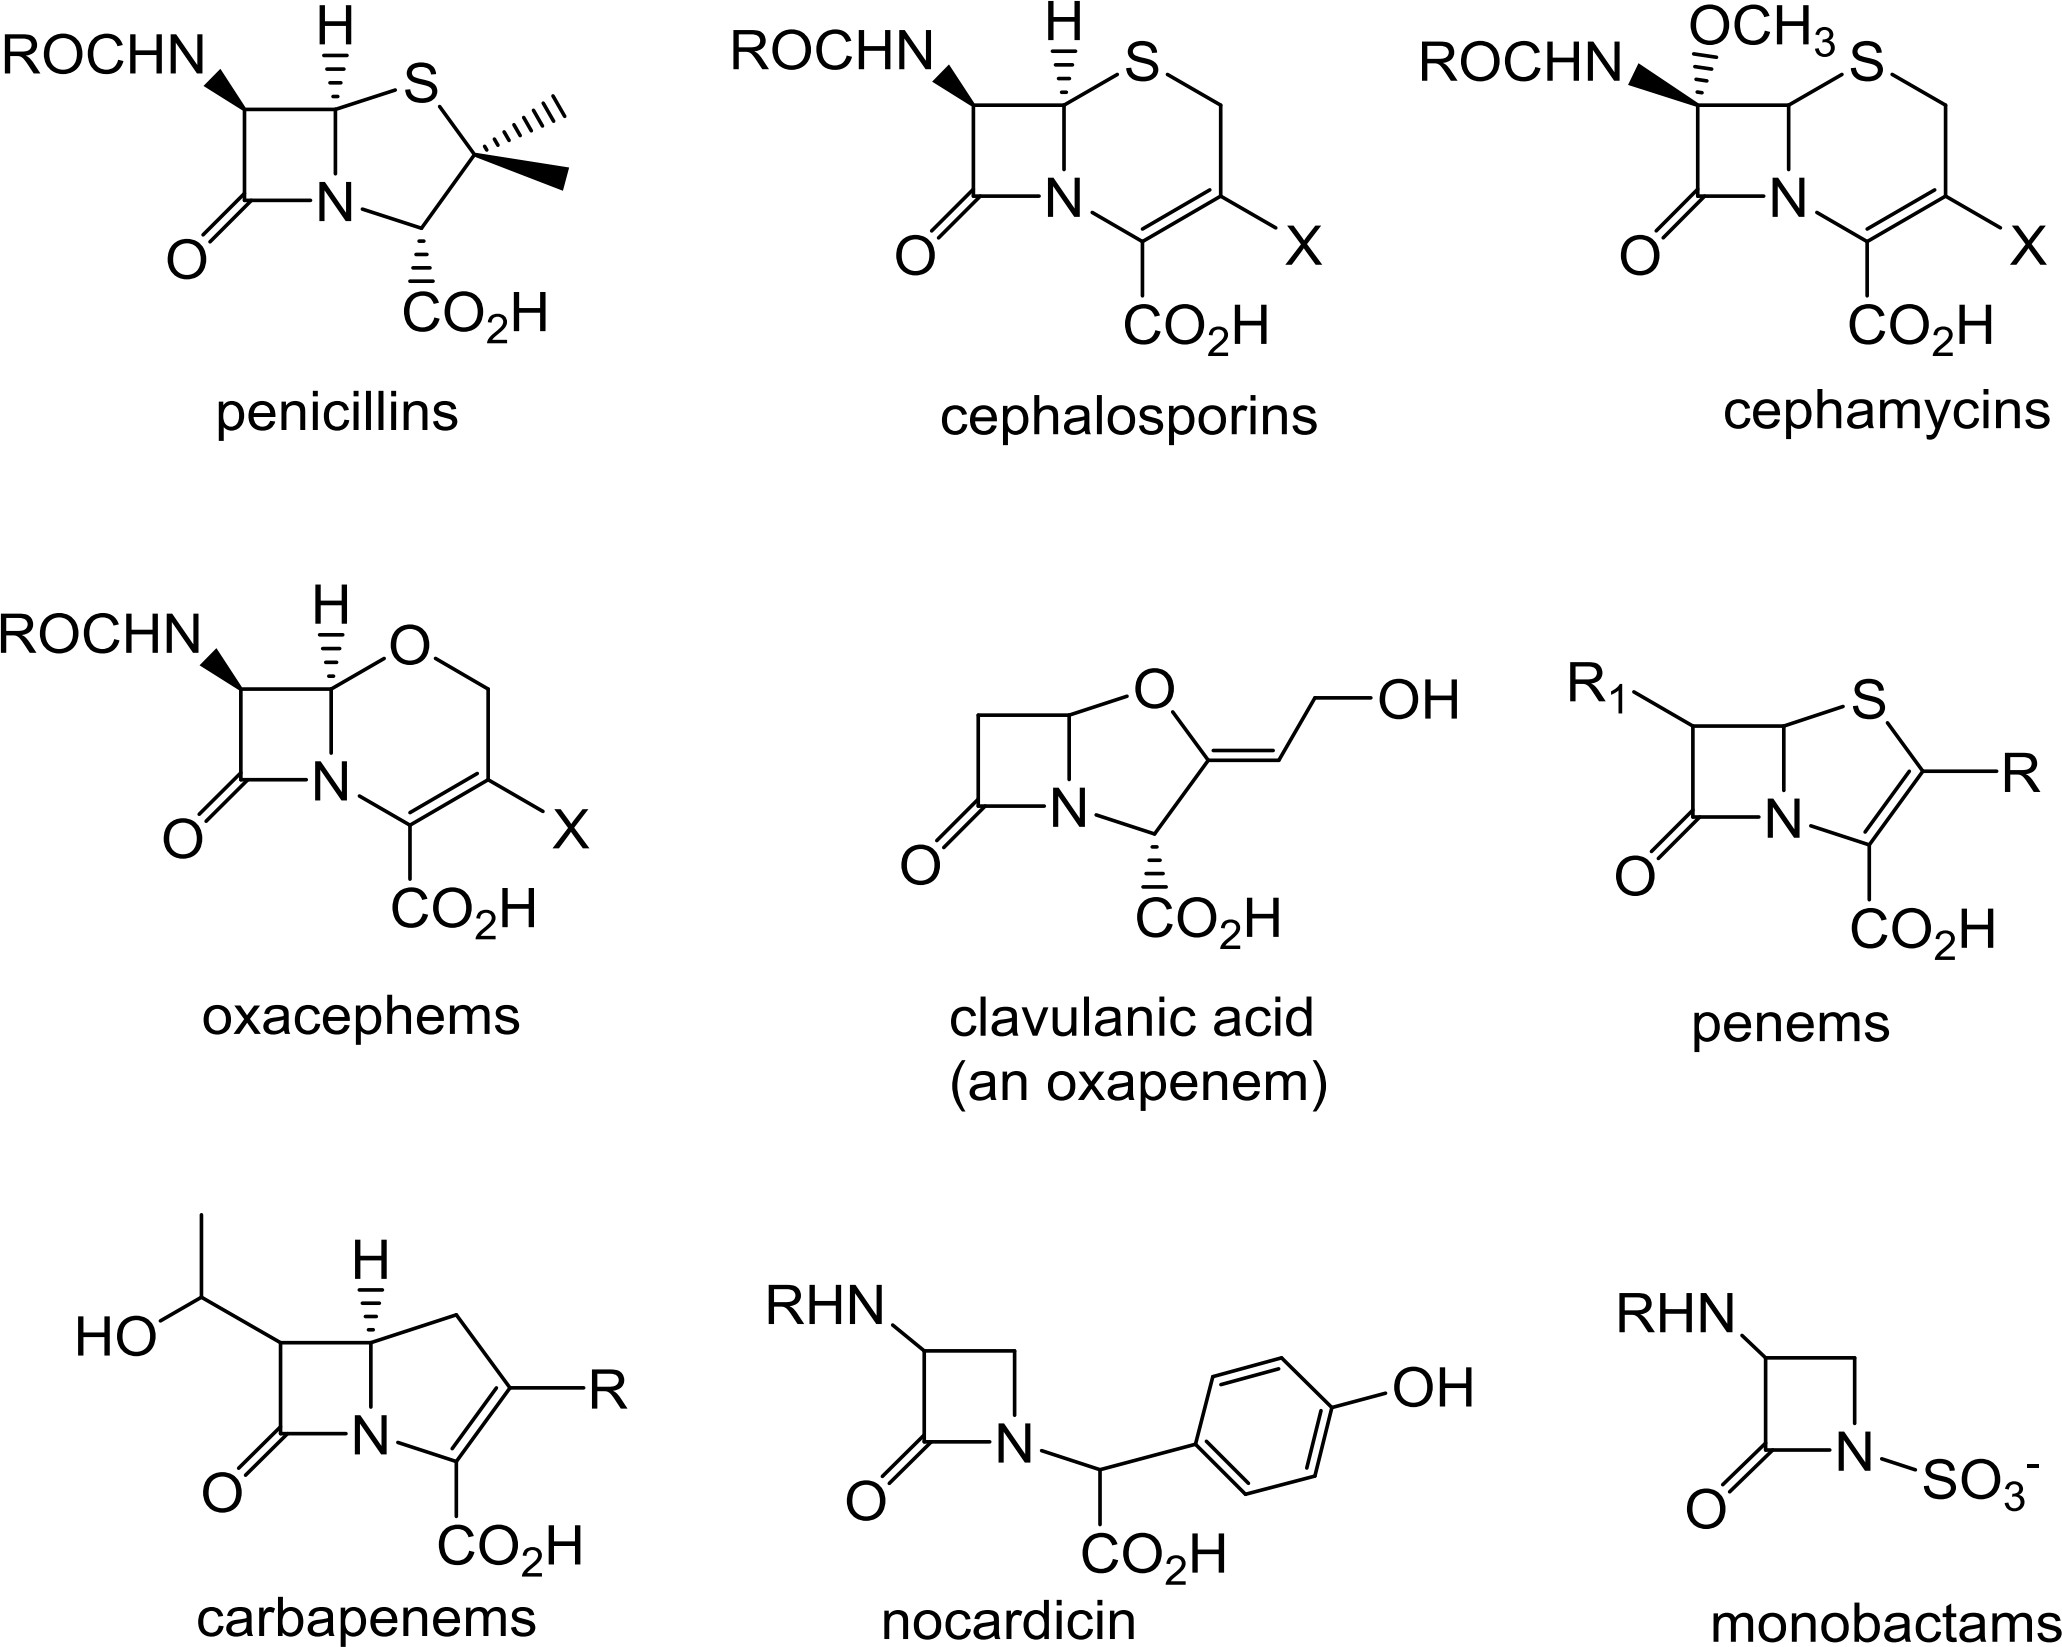 ROCHN H S N O CO2H
penicillins
ROCHN H S N O X CO2H
cephalosporins
ROCHN OCH3 S N O X CO2H
cephamycins
ROCHN H O N O X CO2H
oxacephems
O OH N O CO2H
clavulanic acid
(an oxapenem)
R1 S R N O CO2H
penems
HO H R N O CO2H
carbapenems
RHN OH N O CO2H
nocardicin
RHN N SO3- O
monobactams